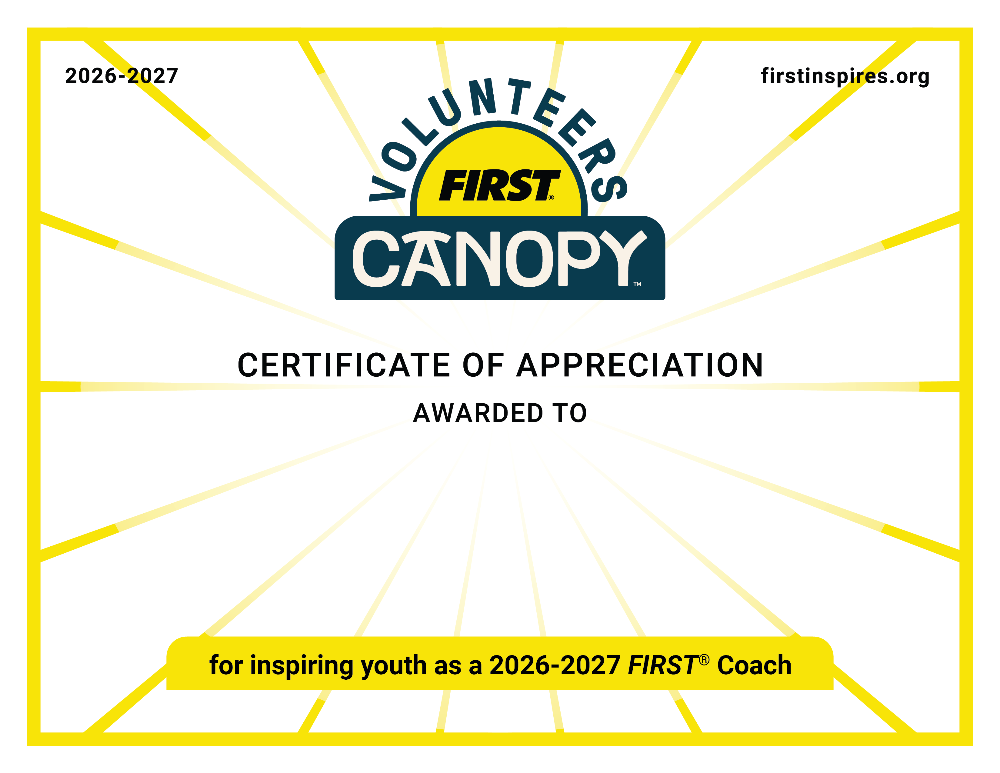 2026-2027
firstinspires.org
VOLUNTEERS
FIRST®
CANOPY™
CERTIFICATE OF APPRECIATION
AWARDED TO
for inspiring youth as a 2026-2027 FIRST® Coach